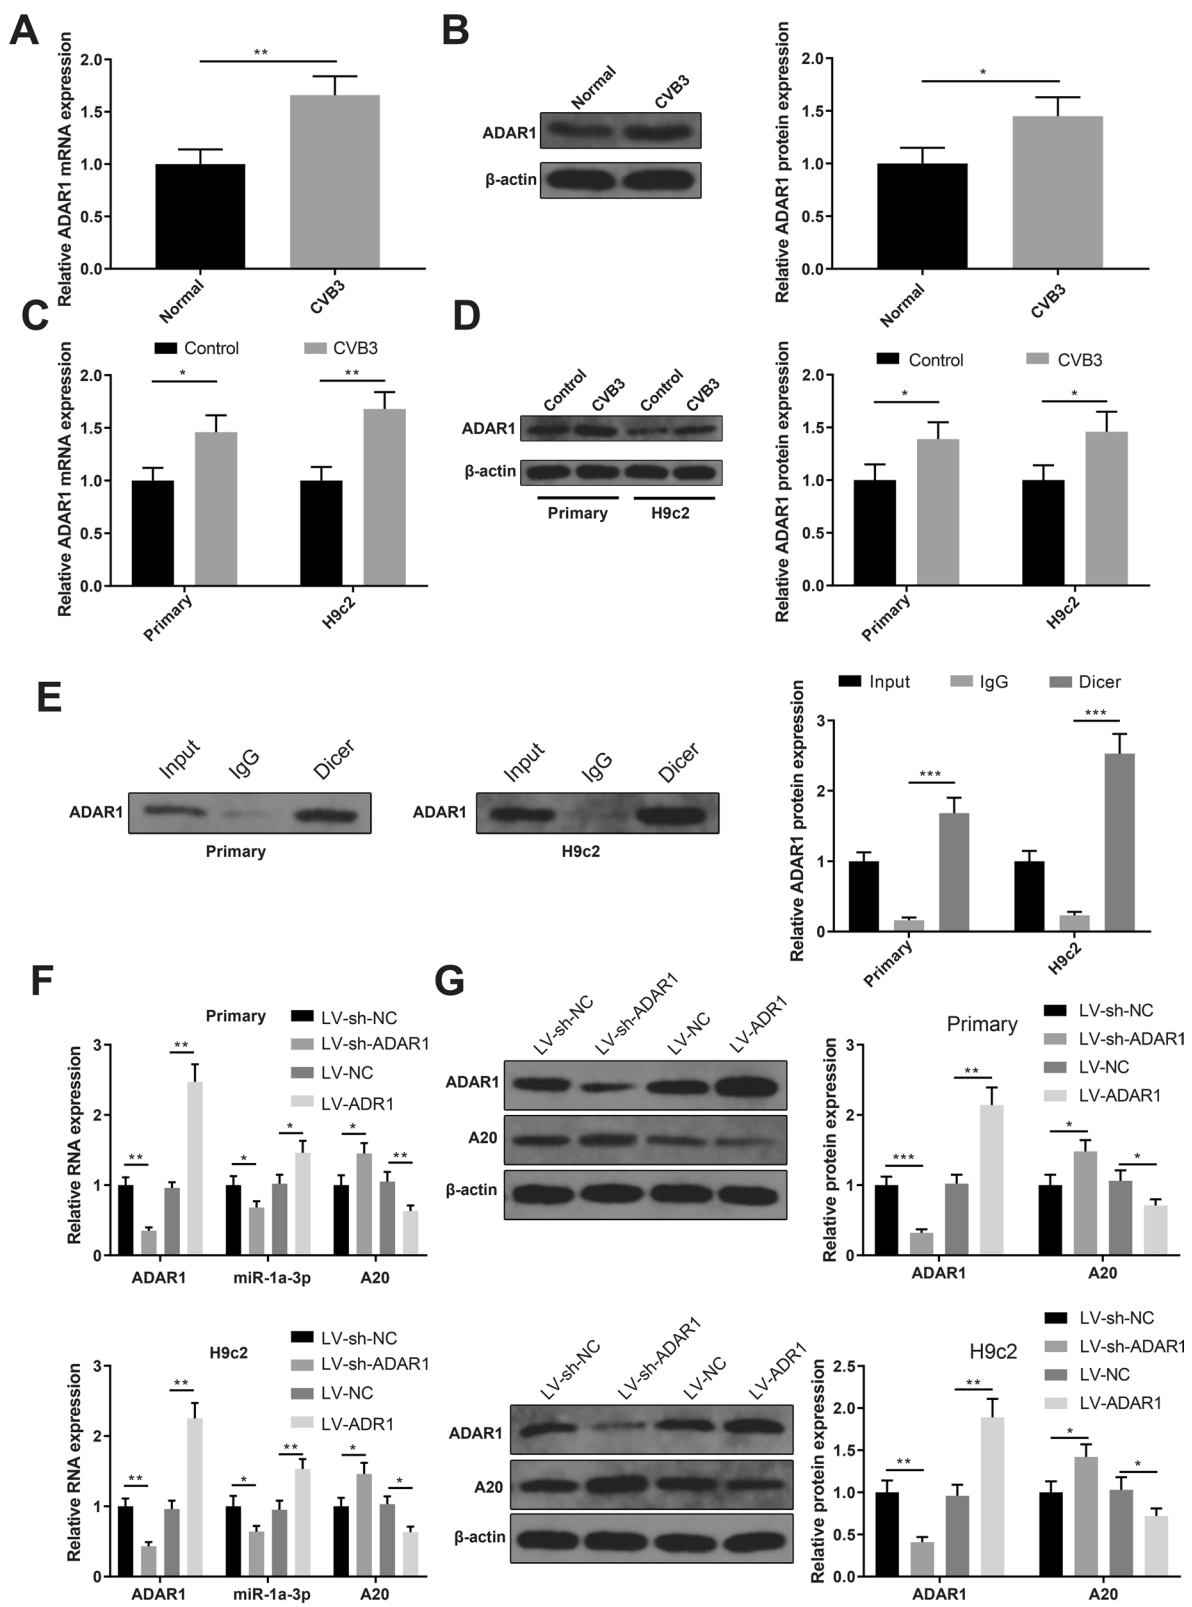 A
Relative ADAR1 mRNA expression
2.0
1.5
1.0
0.5
0.0
**
Normal
CVB3
B
Normal
CVB3
ADAR1
β-actin
Relative ADAR1 protein expression
2.0
1.5
1.0
0.5
0.0
*
Normal
CVB3
C
Control
CVB3
Relative ADAR1 mRNA expression
2.0
1.5
1.0
0.5
0.0
*
**
Primary
H9c2
D
Control
CVB3
Control
CVB3
ADAR1
β-actin
Primary
H9c2
Control
CVB3
Relative ADAR1 protein expression
2.0
1.5
1.0
0.5
0.0
*
*
Primary
H9c2
E
Input
IgG
Dicer
ADAR1
Primary
Input
IgG
Dicer
ADAR1
H9c2
Input
IgG
Dicer
Relative ADAR1 protein expression
3
2
1
0
***
***
Primary
H9c2
F
Primary
LV-sh-NC
LV-sh-ADAR1
LV-NC
LV-ADR1
Relative RNA expression
3
2
1
0
**
**
*
*
*
**
ADAR1
miR-1a-3p
A20
H9c2
LV-sh-NC
LV-sh-ADAR1
LV-NC
LV-ADR1
Relative RNA expression
3
2
1
0
**
**
*
**
*
*
ADAR1
miR-1a-3p
A20
G
LV-sh-NC
LV-sh-ADAR1
LV-NC
LV-ADR1
ADAR1
A20
β-actin
Primary
LV-sh-NC
LV-sh-ADAR1
LV-NC
LV-ADAR1
Relative protein expression
3
2
1
0
***
**
*
*
ADAR1
A20
LV-sh-NC
LV-sh-ADAR1
LV-NC
LV-ADR1
ADAR1
A20
β-actin
H9c2
LV-sh-NC
LV-sh-ADAR1
LV-NC
LV-ADAR1
Relative protein expression
2.5
2.0
1.5
1.0
0.5
0.0
**
**
*
*
ADAR1
A20